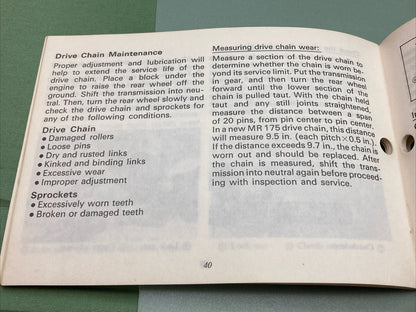 Drive Chain Maintenance
Proper adjustment and lubrication will
help to extend the service life of the
drive chain. Place a block under the
engine to raise the rear wheel off the
ground. Shift the transmission into neu-
tral. Then, turn the rear wheel slowly and
check the drive chain and sprockets for
any of the following conditions.
Drive Chain
● Damaged rollers
● Loose pins
● Dry and rusted links
● Kinked and binding links
● Excessive wear
● Improper adjustment
Sprockets
● Excessively worn teeth
● Broken or damaged teeth
Measuring drive chain wear:
Measure a section of the drive chain to
determine whether the chain is worn be-
yond its service limit. Put the transmission
in gear, and then turn the rear wheel
forward until the lower section of the
chain is pulled taut. With the chain held
taut and any stiff joints straightened,
measure the distance between a span
of 20 pins, from pin center to pin center.
In a new MR 175 drive chain, this distance
will measure 9.5 in. (each pitch×0.5 in.)
If the distance exceeds 9.7 in., the chain is
worn out and should be replaced. After
the chain is measured, shift the trans-
mission into neutral again before proceed-
ing with inspection and service.
40